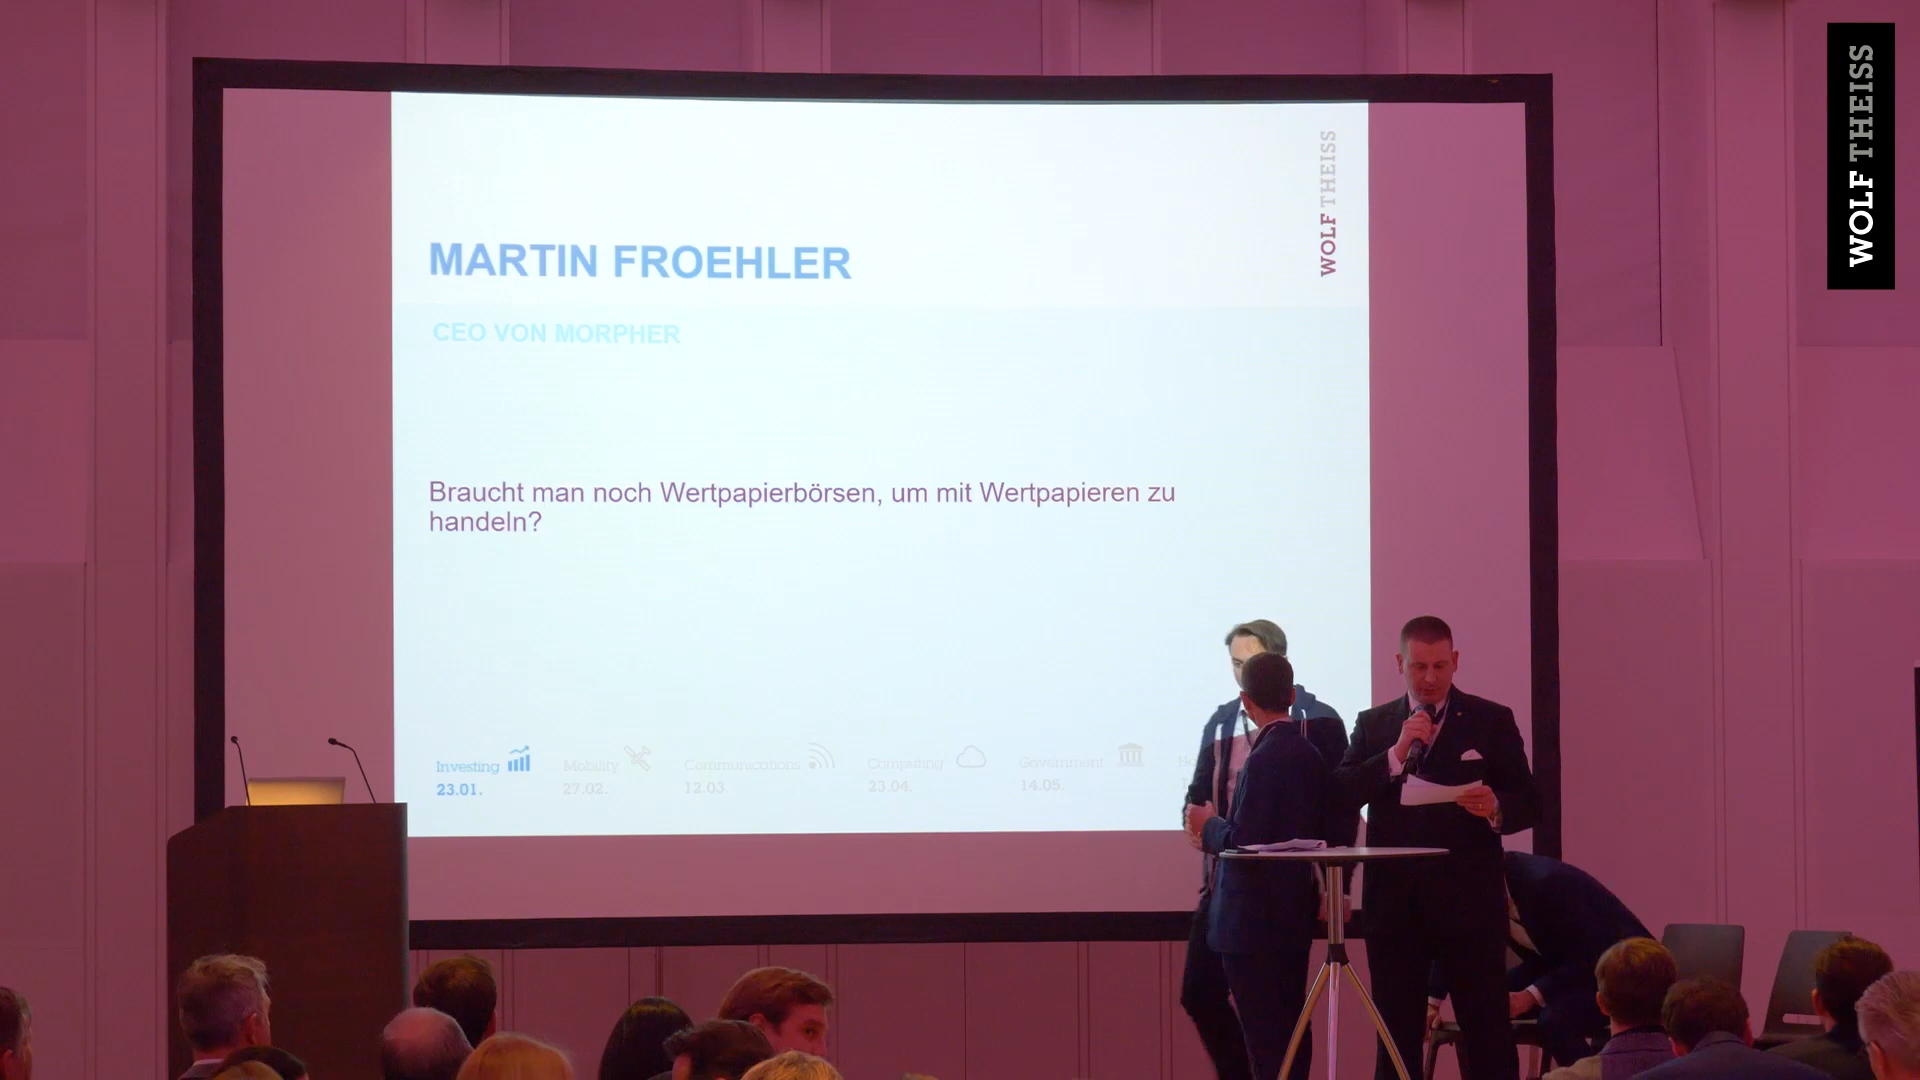 WOLF THEISS
WOLF THEISS
MARTIN FROEHLER
CEO VON MORPHER
Braucht man noch Wertpapierbörsen, um mit Wertpapieren zu
handeln?
Investing Mobility Communications Computing Government
23.01. 27.02. 12.03. 23.04. 14.05.